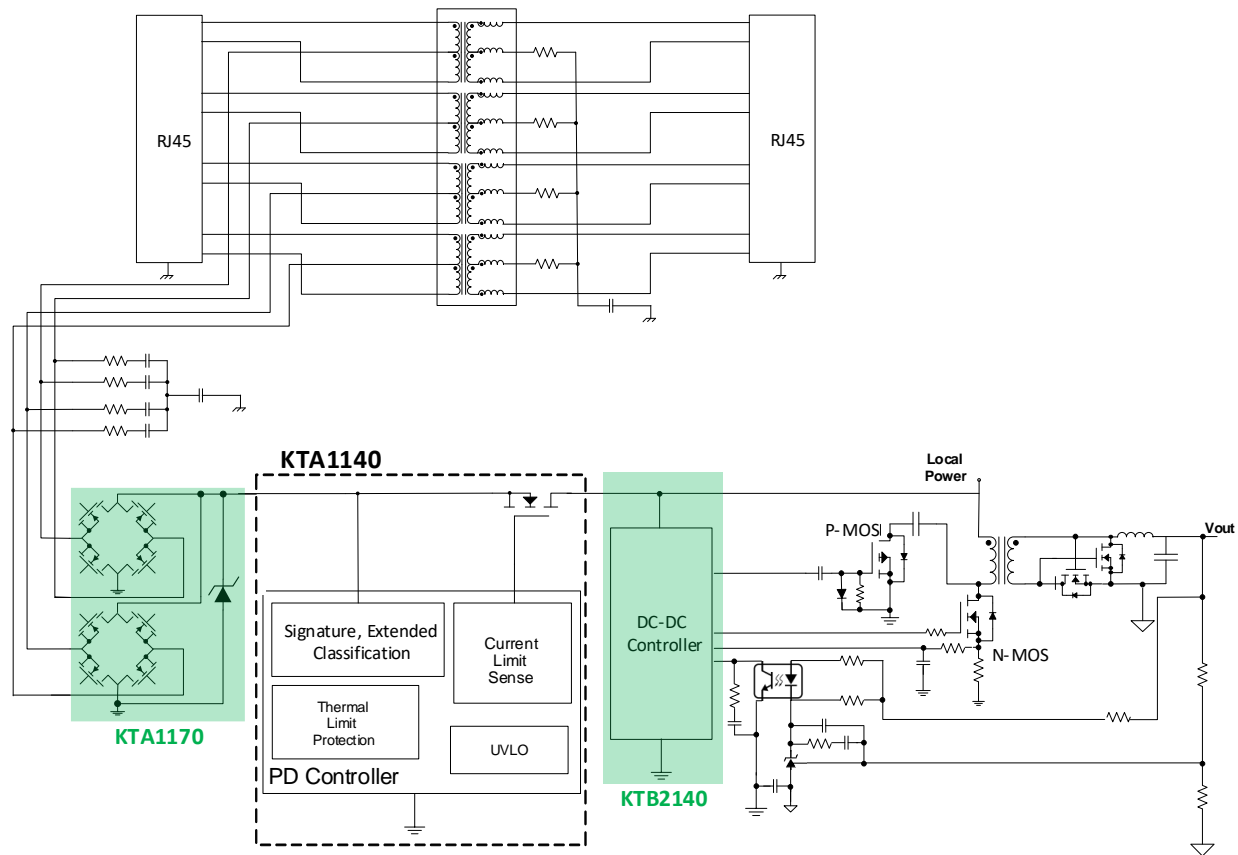 RJ45
RJ45
KTA1140
Local
Power
P-MOS
Vout
Signature, Extended
Classification
Current
Limit
Sense
DC-DC
Controller
N-MOS
Thermal
Limit
Protection
UVLO
KTA1170
PD Controller
KTB2140